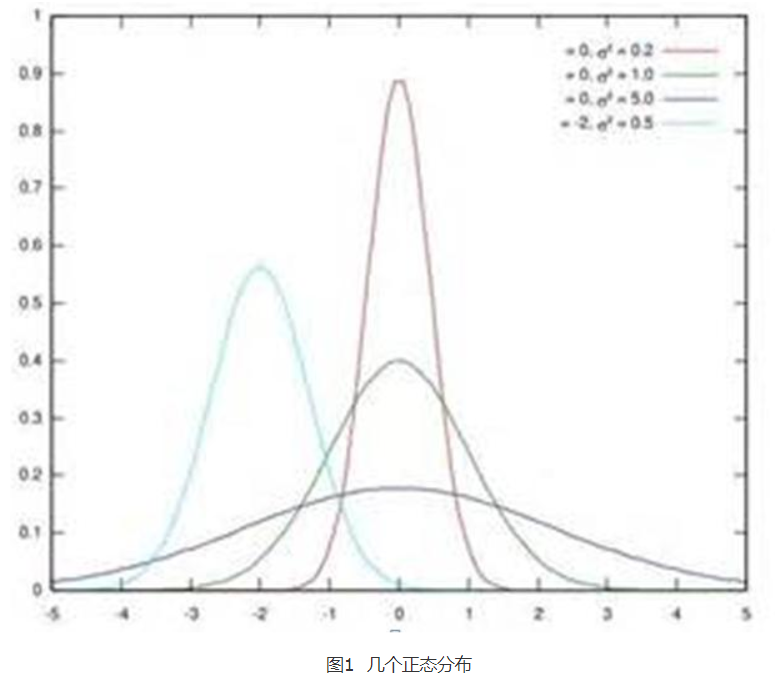 1
= 0, σ² = 0.2
= 0, σ² = 1.0
= 0, σ² = 5.0
= -2, σ² = 0.5
0.9
0.8
0.7
0.6
0.5
0.4
0.3
0.2
0.1
0
-5 -4 -3 -2 -1 0 1 2 3 4 5
图1 几个正态分布